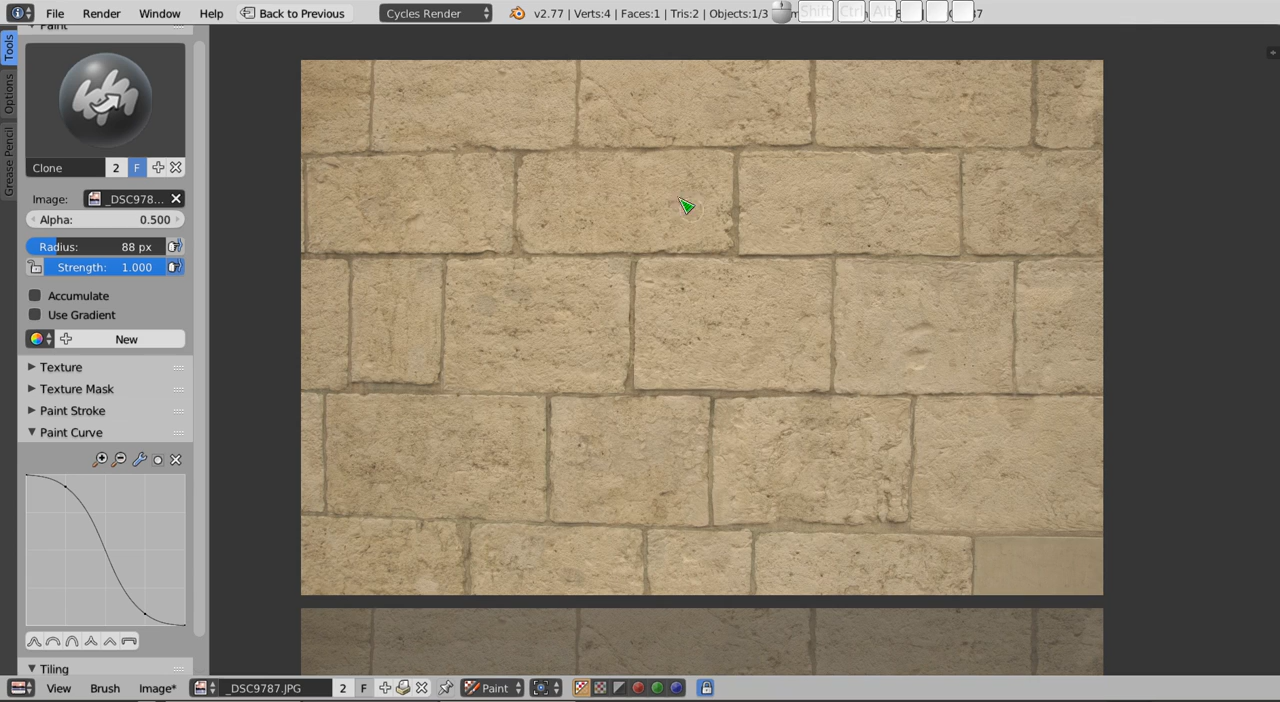 File Render Window Help Back to Previous Cycles Render v2.77 | Verts:4 | Faces:1 | Tris:2 | Objects:1/3 Shift Ctrl Alt
Paint
Tools
Options
Grease Pencil
Clone 2 F
Image: _DSC978...
Alpha: 0.500
Radius: 88 px
Strength: 1.000
Accumulate
Use Gradient
New
Texture
Texture Mask
Paint Stroke
Paint Curve
Tiling
View Brush Image* _DSC9787.JPG 2 F Paint